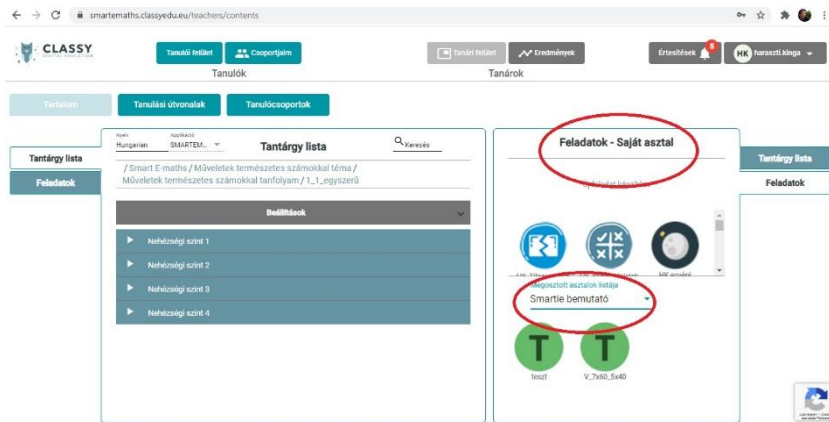 smartemaths.classyedu.eu/teachers/contents
CLASSY
DIGITAL EDUCATION
Tanulói felület
Csoportjaim
Tanulók
Tanári felület
Eredmények
Tanárok
Értesítések
HK
haraszti.kinga
Tartalom
Tanulási útvonalak
Tanulócsoportok
Tantárgy lista
Feladatok
Nyelv
Hungarian
Applikáció
SMARTEM...
Tantárgy lista
Keresés
/ Smart E-maths / Műveletek természetes számokkal téma /
Műveletek természetes számokkal tanfolyam / 1_1_egyszerű
Beállítások
Nehézségi szint 1
Nehézségi szint 2
Nehézségi szint 3
Nehézségi szint 4
Feladatok - Saját asztal
Megosztott asztalok listája
Smartie bemutató
T
teszt
T
V_7x60_5x40
Tantárgy lista
Feladatok